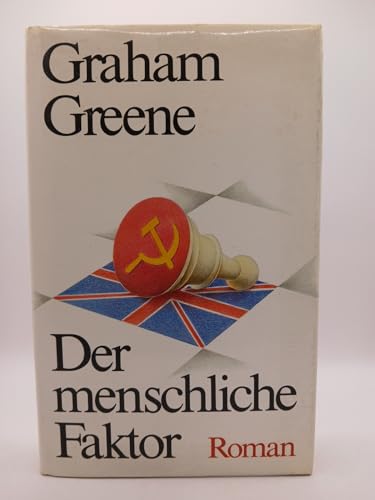 Graham
Greene
Der
menschliche
Faktor Roman